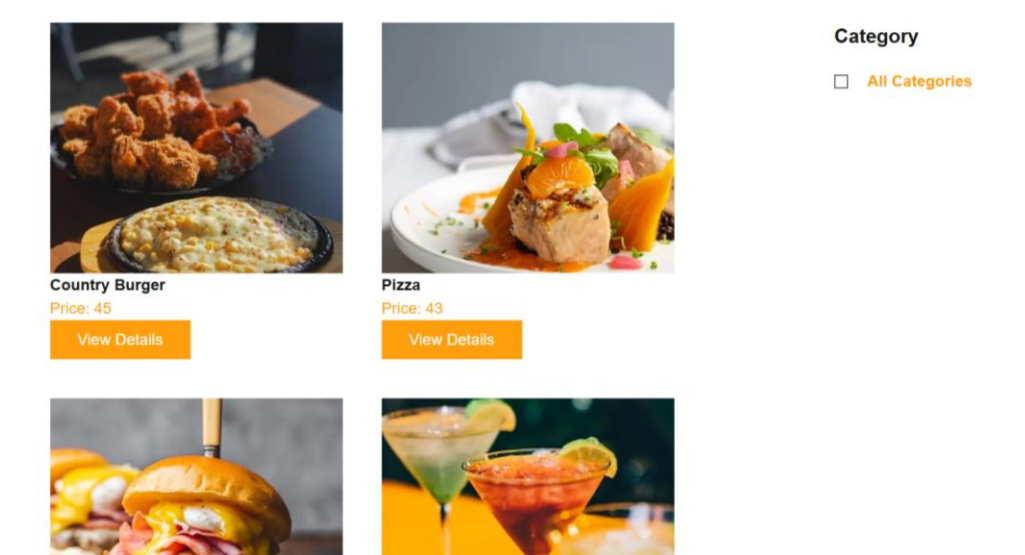 Category
All Categories
Country Burger
Price: 45
View Details
Pizza
Price: 43
View Details